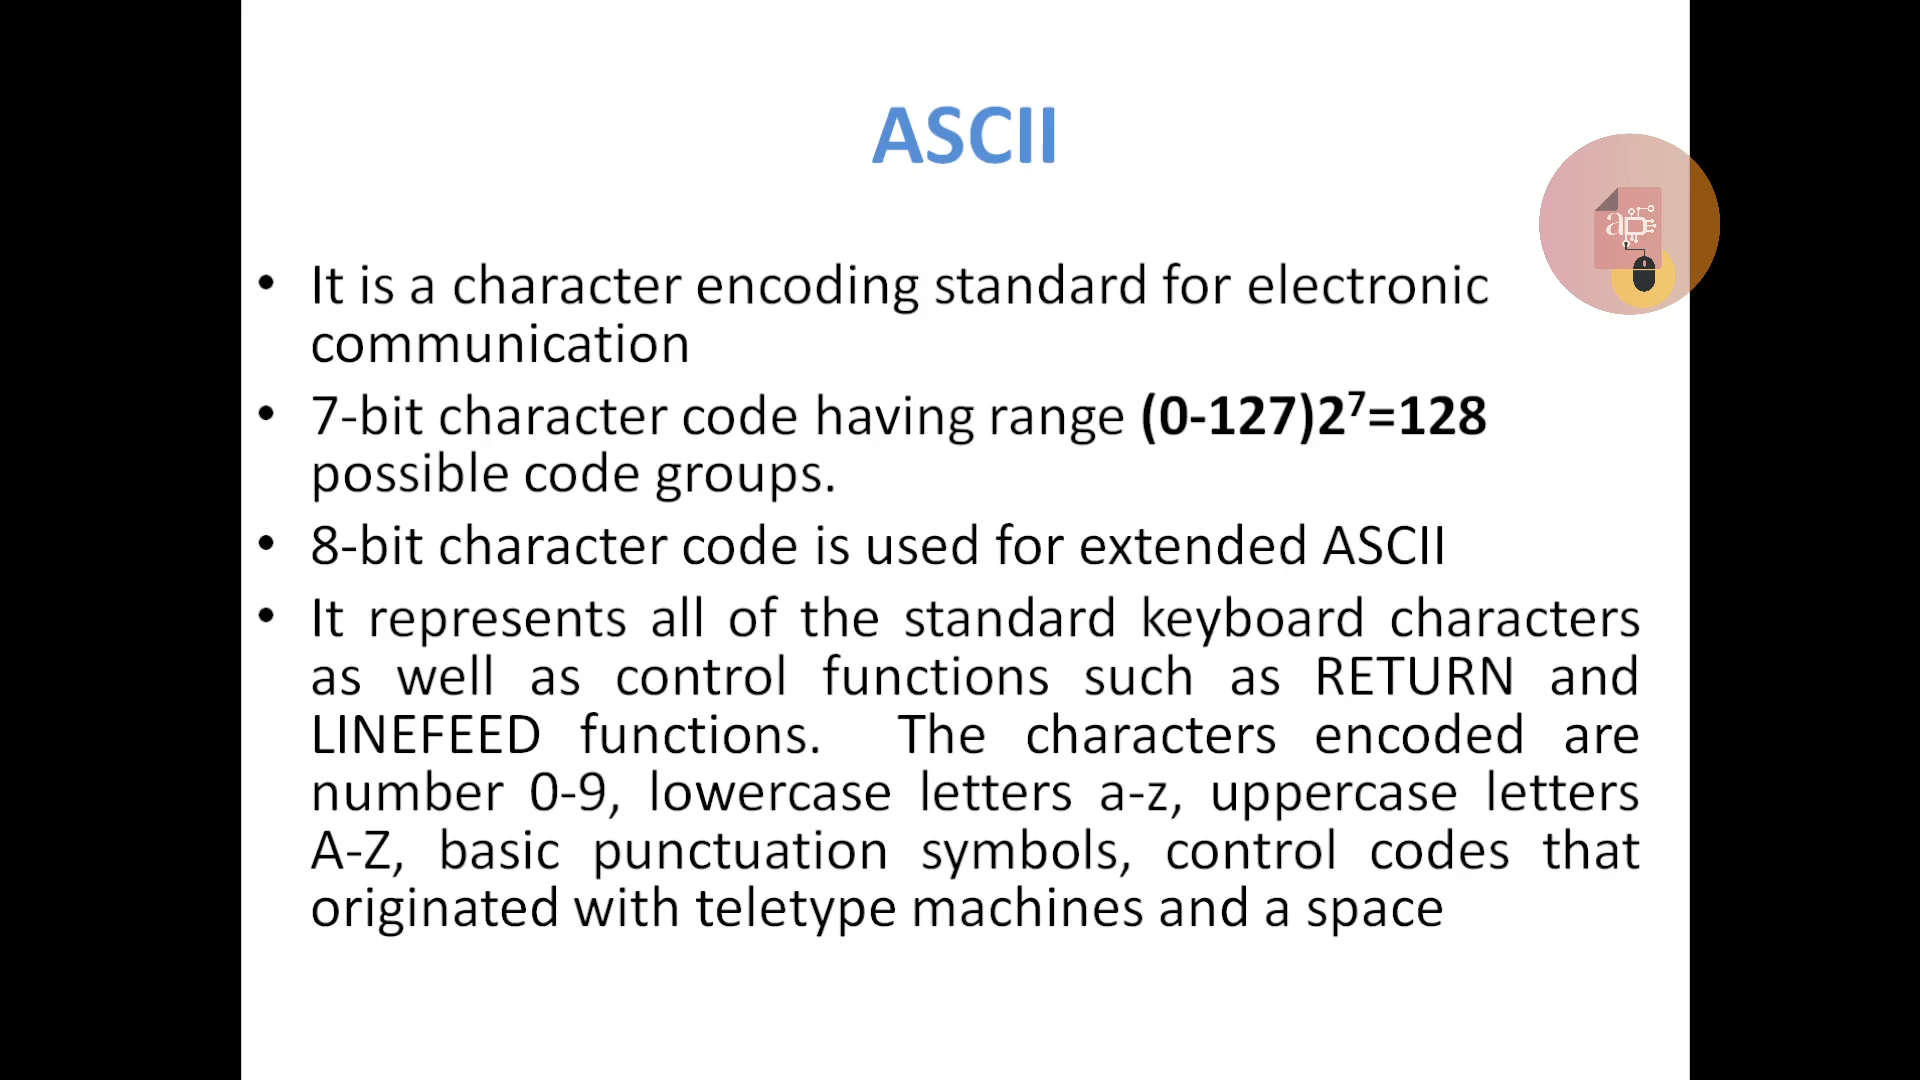 ASCII
• It is a character encoding standard for electronic
communication
• 7-bit character code having range (0-127)2⁷=128
possible code groups.
• 8-bit character code is used for extended ASCII
• It represents all of the standard keyboard characters
as well as control functions such as RETURN and
LINEFEED functions. The characters encoded are
number 0-9, lowercase letters a-z, uppercase letters
A-Z, basic punctuation symbols, control codes that
originated with teletype machines and a space